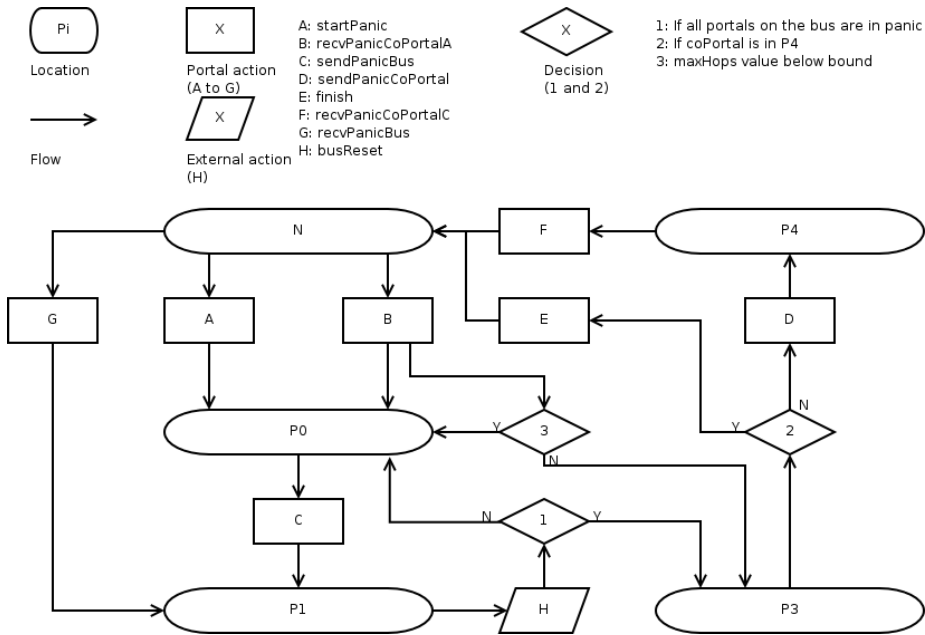 Pi
Location
Flow
X
Portal action
(A to G)
X
External action
(H)
A: startPanic
B: recvPanicCoPortalA
C: sendPanicBus
D: sendPanicCoPortal
E: finish
F: recvPanicCoPortalC
G: recvPanicBus
H: busReset
X
Decision
(1 and 2)
1: If all portals on the bus are in panic
2: If coPortal is in P4
3: maxHops value below bound
N
F
P4
G
A
B
E
D
N
P0
Y
3
Y
2
N
C
N
1
Y
P1
H
P3